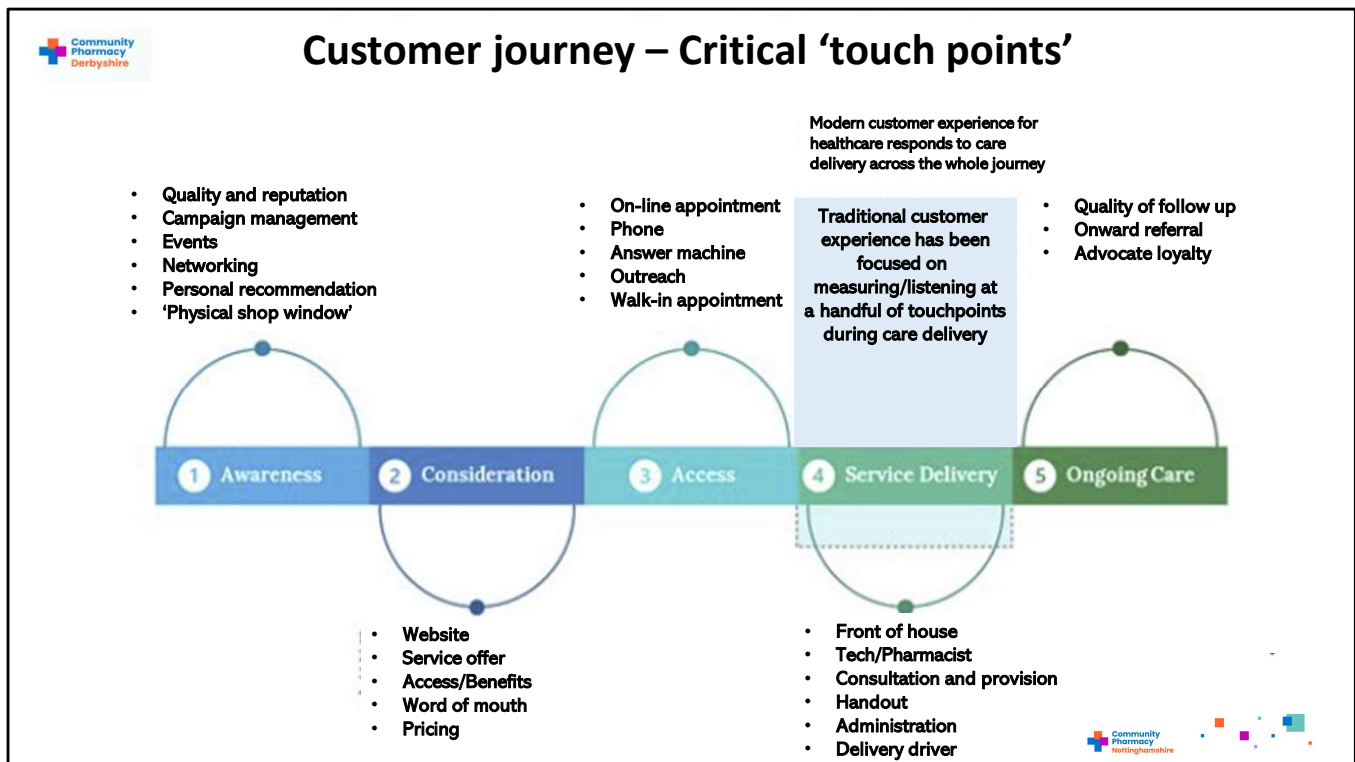 Community
Pharmacy
Derbyshire
Customer journey – Critical ‘touch points’
Modern customer experience for
healthcare responds to care
delivery across the whole journey
• Quality and reputation
• Campaign management
• Events
• Networking
• Personal recommendation
• ‘Physical shop window’
• On-line appointment
• Phone
• Answer machine
• Outreach
• Walk-in appointment
Traditional customer
experience has been
focused on
measuring/listening at
a handful of touchpoints
during care delivery
• Quality of follow up
• Onward referral
• Advocate loyalty
1 Awareness
2 Consideration
3 Access
4 Service Delivery
5 Ongoing Care
• Website
• Service offer
• Access/Benefits
• Word of mouth
• Pricing
• Front of house
• Tech/Pharmacist
• Consultation and provision
• Handout
• Administration
• Delivery driver
Community
Pharmacy
Nottinghamshire